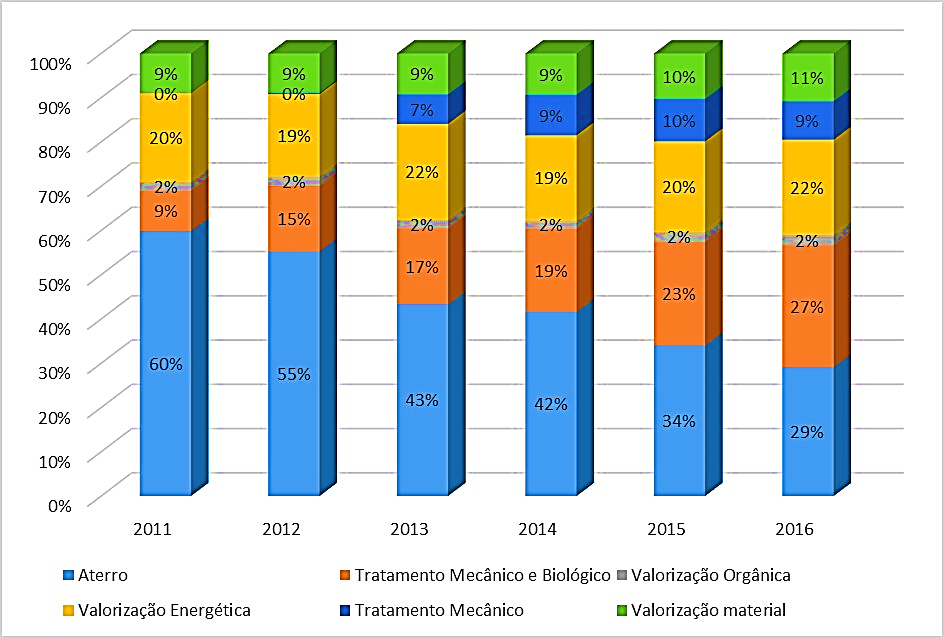 100%
90%
80%
70%
60%
50%
40%
30%
20%
10%
0%
9% 9% 9% 9% 10% 11%
0% 0% 7% 9% 10% 9%
20% 19% 22% 19% 20% 22%
2% 2% 2% 2% 2% 2%
9% 15% 17% 19% 23% 27%
60% 55% 43% 42% 34% 29%
2011 2012 2013 2014 2015 2016
Aterro Tratamento Mecânico e Biológico Valorização Orgânica
Valorização Energética Tratamento Mecânico Valorização material